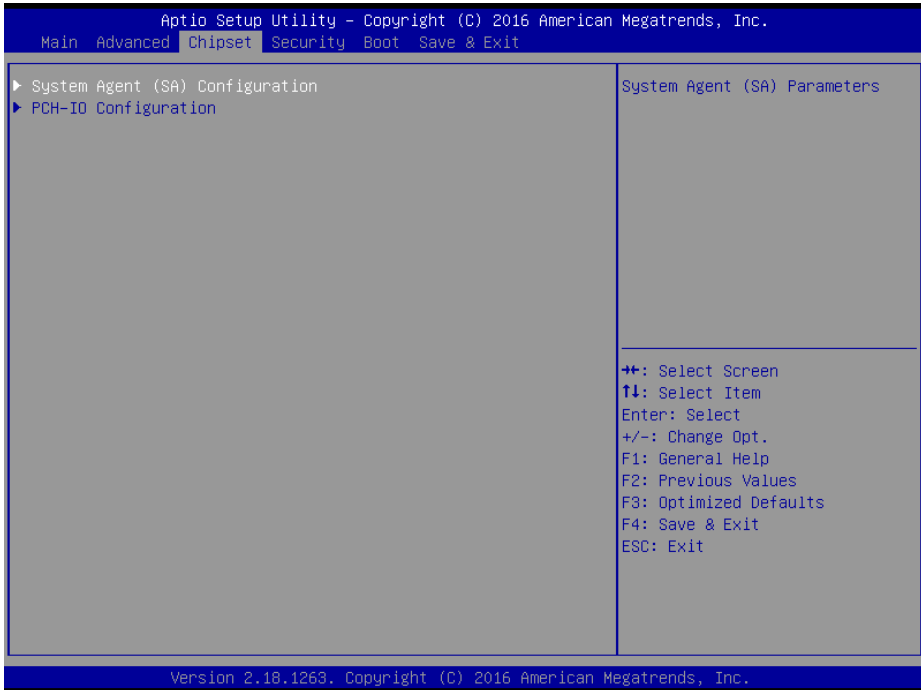 Aptio Setup Utility – Copyright (C) 2016 American Megatrends, Inc.
Main Advanced Chipset Security Boot Save & Exit
▶ System Agent (SA) Configuration
▶ PCH-IO Configuration
System Agent (SA) Parameters
→←: Select Screen
↑↓: Select Item
Enter: Select
+/-: Change Opt.
F1: General Help
F2: Previous Values
F3: Optimized Defaults
F4: Save & Exit
ESC: Exit
Version 2.18.1263. Copyright (C) 2016 American Megatrends, Inc.